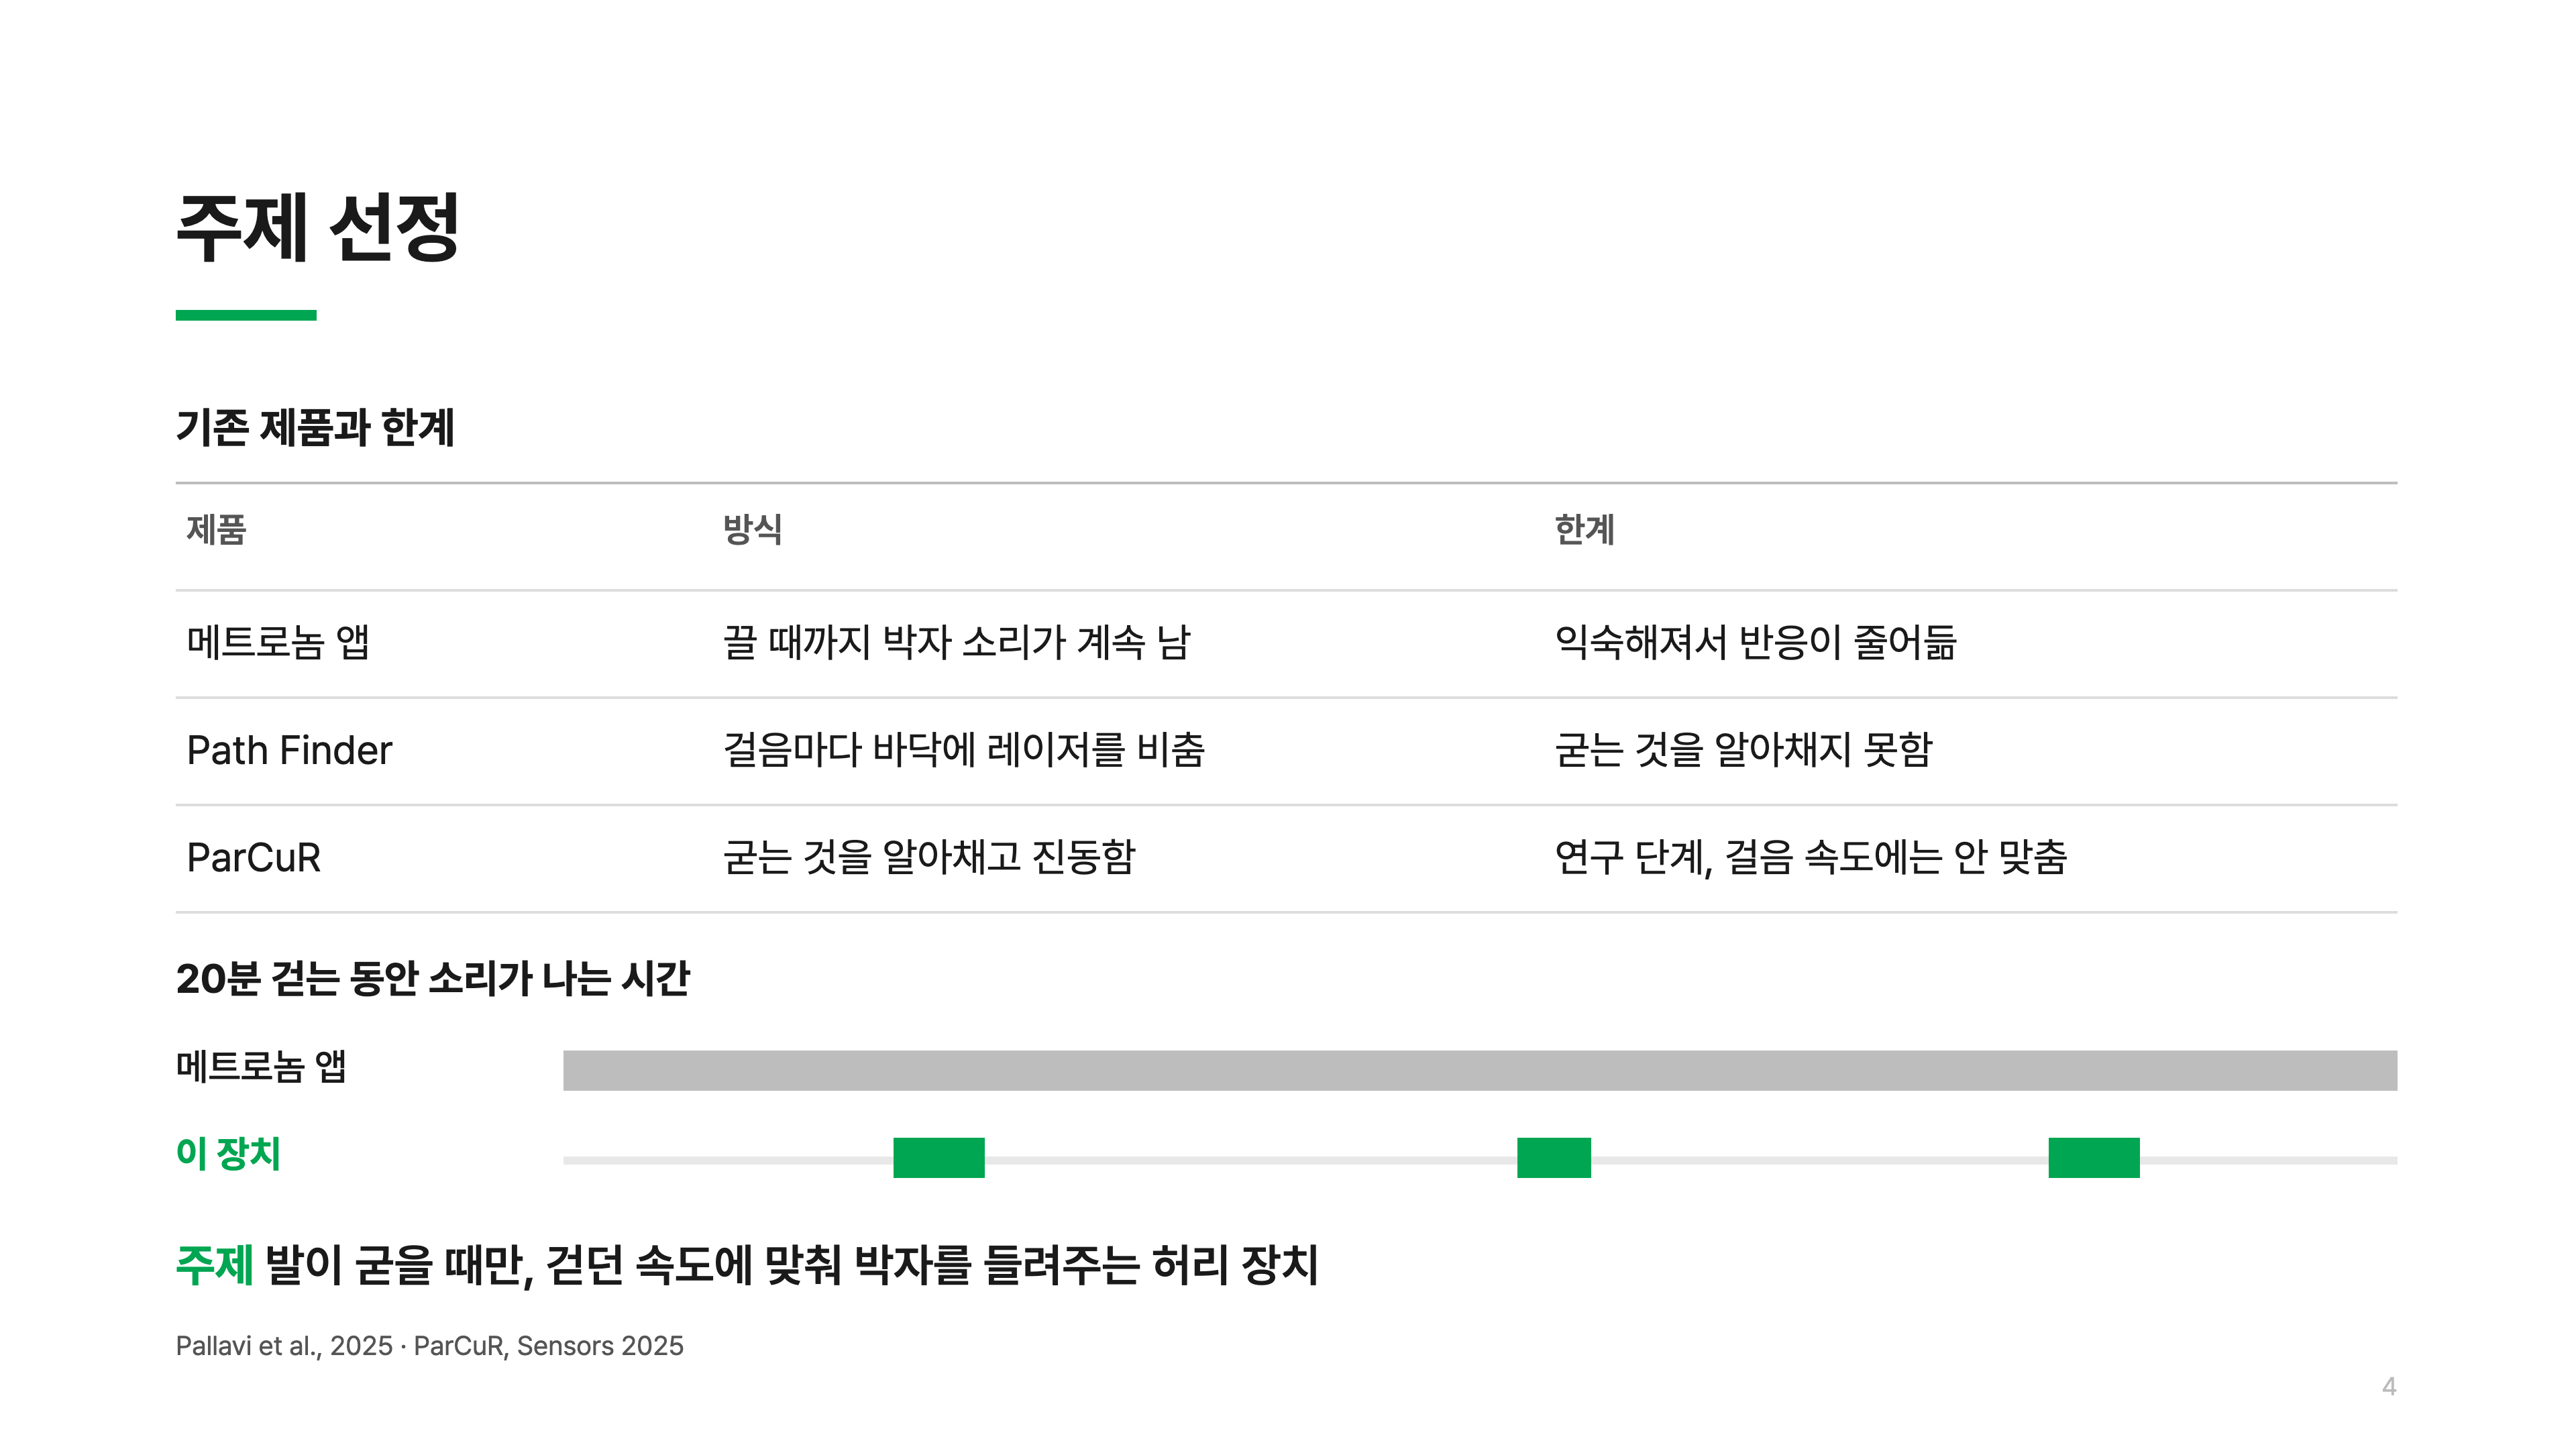 주제 선정
기존 제품과 한계
제품 방식 한계
메트로놈 앱 끌 때까지 박자 소리가 계속 남 익숙해져서 반응이 줄어듦
Path Finder 걸음마다 바닥에 레이저를 비춤 굳는 것을 알아채지 못함
ParCuR 굳는 것을 알아채고 진동함 연구 단계, 걸음 속도에는 안 맞춤
20분 걷는 동안 소리가 나는 시간
메트로놈 앱
이 장치
주제 발이 굳을 때만, 걷던 속도에 맞춰 박자를 들려주는 허리 장치
Pallavi et al., 2025 · ParCuR, Sensors 2025
4